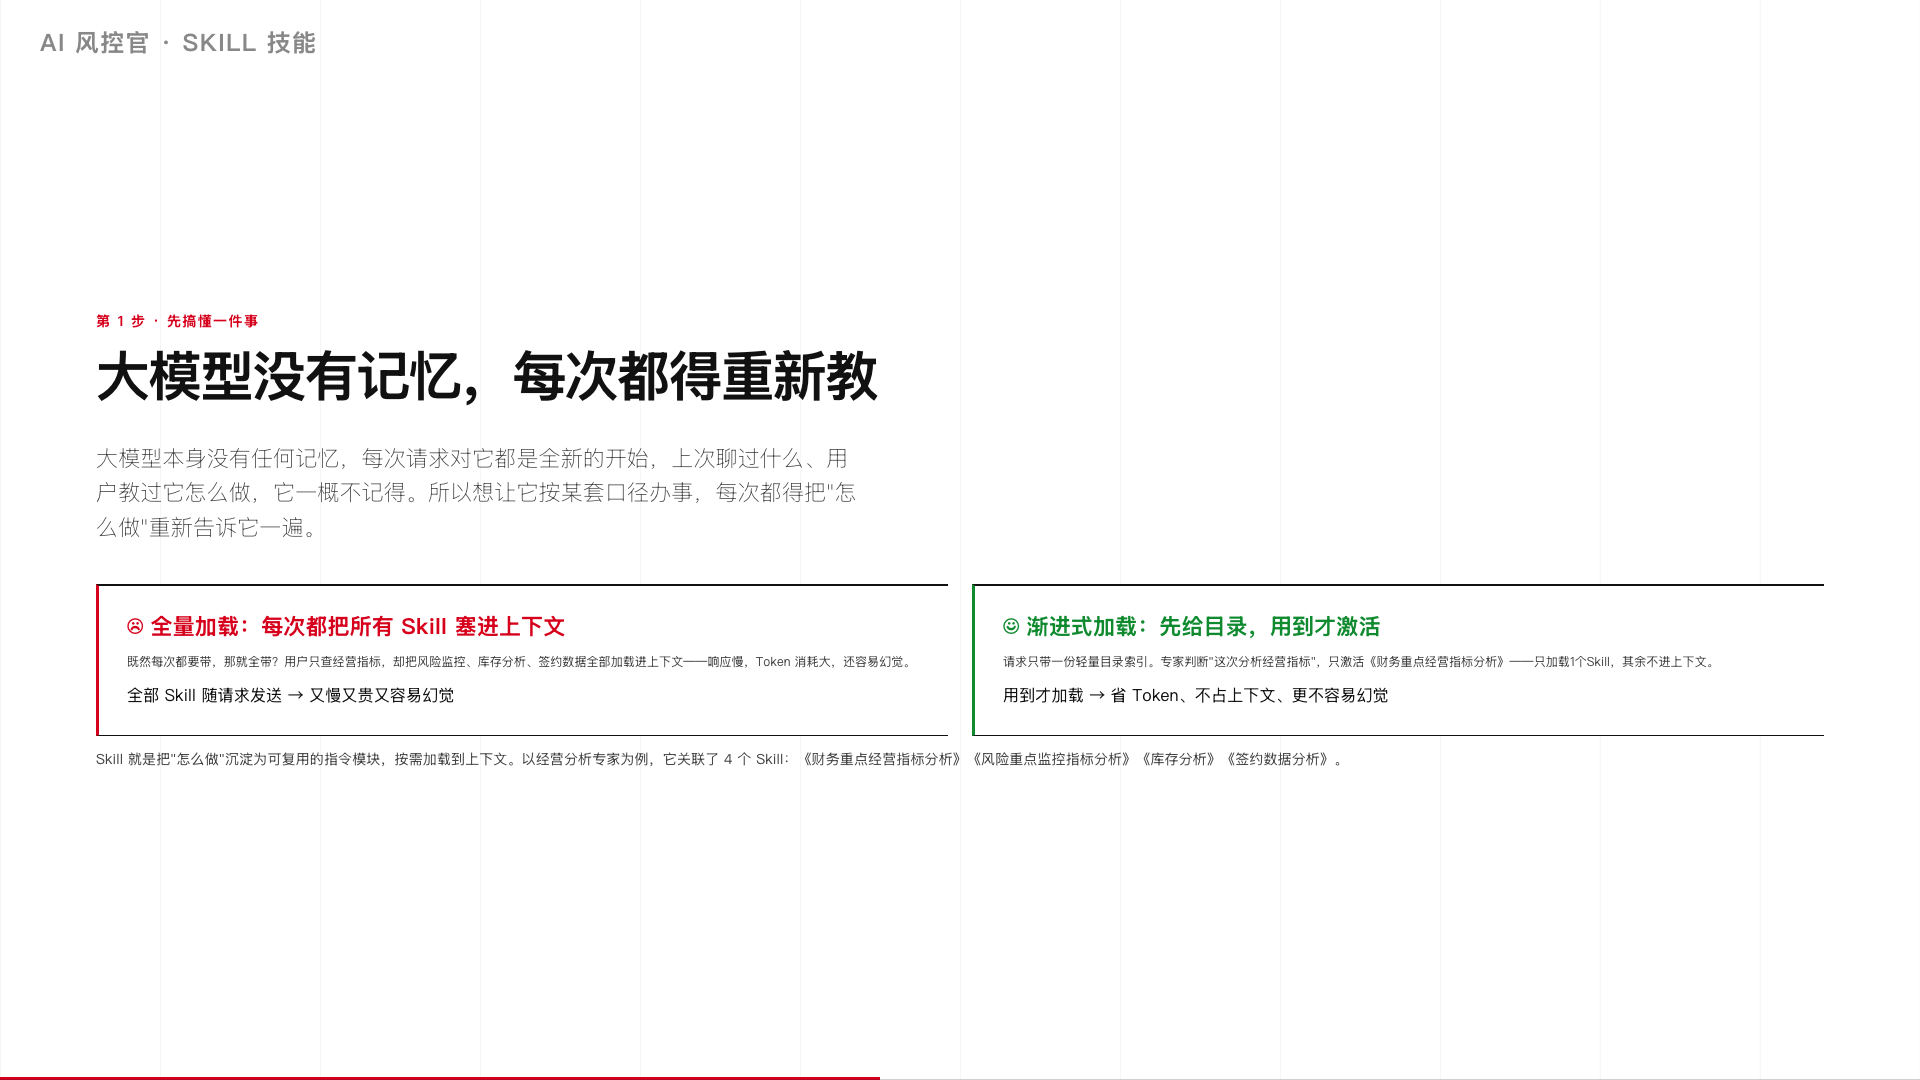 AI 风控官 · SKILL 技能
第 1 步 · 先搞懂一件事
大模型没有记忆，每次都得重新教
大模型本身没有任何记忆，每次请求对它都是全新的开始，上次聊过什么、用
户教过它怎么做，它一概不记得。所以想让它按某套口径办事，每次都得把"怎
么做"重新告诉它一遍。
☹ 全量加载：每次都把所有 Skill 塞进上下文
既然每次都要带，那就全带？用户只查经营指标，却把风险监控、库存分析、签约数据全部加载进上下文——响应慢，Token 消耗大，还容易幻觉。
全部 Skill 随请求发送 → 又慢又贵又容易幻觉
☺ 渐进式加载：先给目录，用到才激活
请求只带一份轻量目录索引。专家判断"这次分析经营指标"，只激活《财务重点经营指标分析》——只加载1个Skill，其余不进上下文。
用到才加载 → 省 Token、不占上下文、更不容易幻觉
Skill 就是把"怎么做"沉淀为可复用的指令模块，按需加载到上下文。以经营分析专家为例，它关联了 4 个 Skill：《财务重点经营指标分析》《风险重点监控指标分析》《库存分析》《签约数据分析》。